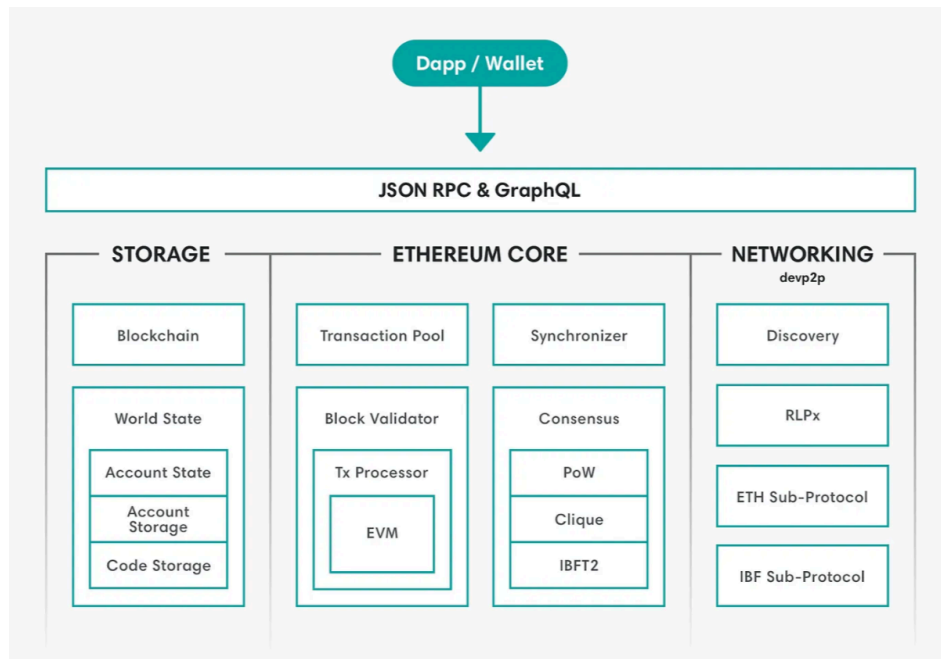 Dapp / Wallet
JSON RPC & GraphQL
STORAGE
ETHEREUM CORE
NETWORKING
devp2p
Blockchain
World State
Account State
Account
Storage
Code Storage
Transaction Pool
Synchronizer
Block Validator
Tx Processor
EVM
Consensus
PoW
Clique
IBFT2
Discovery
RLPx
ETH Sub-Protocol
IBF Sub-Protocol